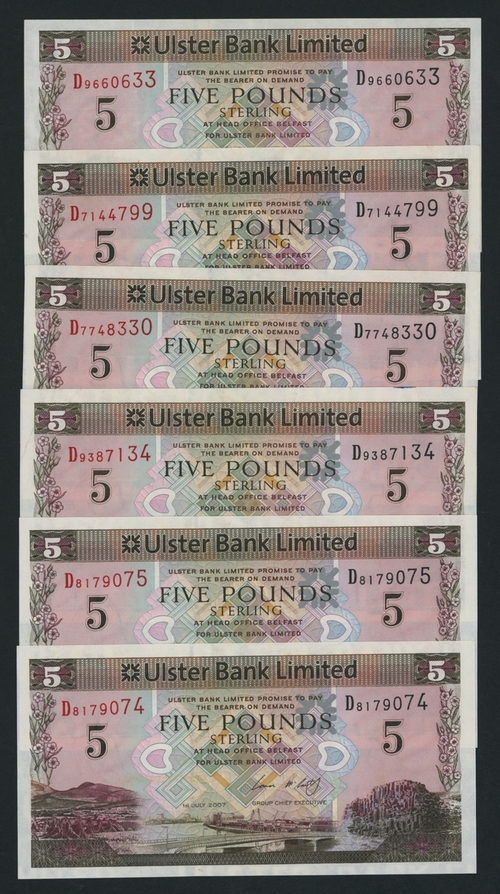 5 Ulster Bank Limited 5
D9660633 ULSTER BANK LIMITED PROMISE TO PAY D9660633
THE BEARER ON DEMAND
FIVE POUNDS
5 STERLING 5
AT HEAD OFFICE BELFAST
FOR ULSTER BANK LIMITED
5 Ulster Bank Limited 5
D7144799 ULSTER BANK LIMITED PROMISE TO PAY D7144799
THE BEARER ON DEMAND
FIVE POUNDS
5 STERLING 5
AT HEAD OFFICE BELFAST
FOR ULSTER BANK LIMITED
5 Ulster Bank Limited 5
D7748330 ULSTER BANK LIMITED PROMISE TO PAY D7748330
THE BEARER ON DEMAND
FIVE POUNDS
5 STERLING 5
AT HEAD OFFICE BELFAST
FOR ULSTER BANK LIMITED
5 Ulster Bank Limited 5
D9387134 ULSTER BANK LIMITED PROMISE TO PAY D9387134
THE BEARER ON DEMAND
FIVE POUNDS
5 STERLING 5
AT HEAD OFFICE BELFAST
FOR ULSTER BANK LIMITED
5 Ulster Bank Limited 5
D8179075 ULSTER BANK LIMITED PROMISE TO PAY D8179075
THE BEARER ON DEMAND
FIVE POUNDS
5 STERLING 5
AT HEAD OFFICE BELFAST
FOR ULSTER BANK LIMITED
5 Ulster Bank Limited 5
D8179074 ULSTER BANK LIMITED PROMISE TO PAY D8179074
THE BEARER ON DEMAND
FIVE POUNDS
5 STERLING 5
AT HEAD OFFICE BELFAST
FOR ULSTER BANK LIMITED
16 JULY 2007 GROUP CHIEF EXECUTIVE